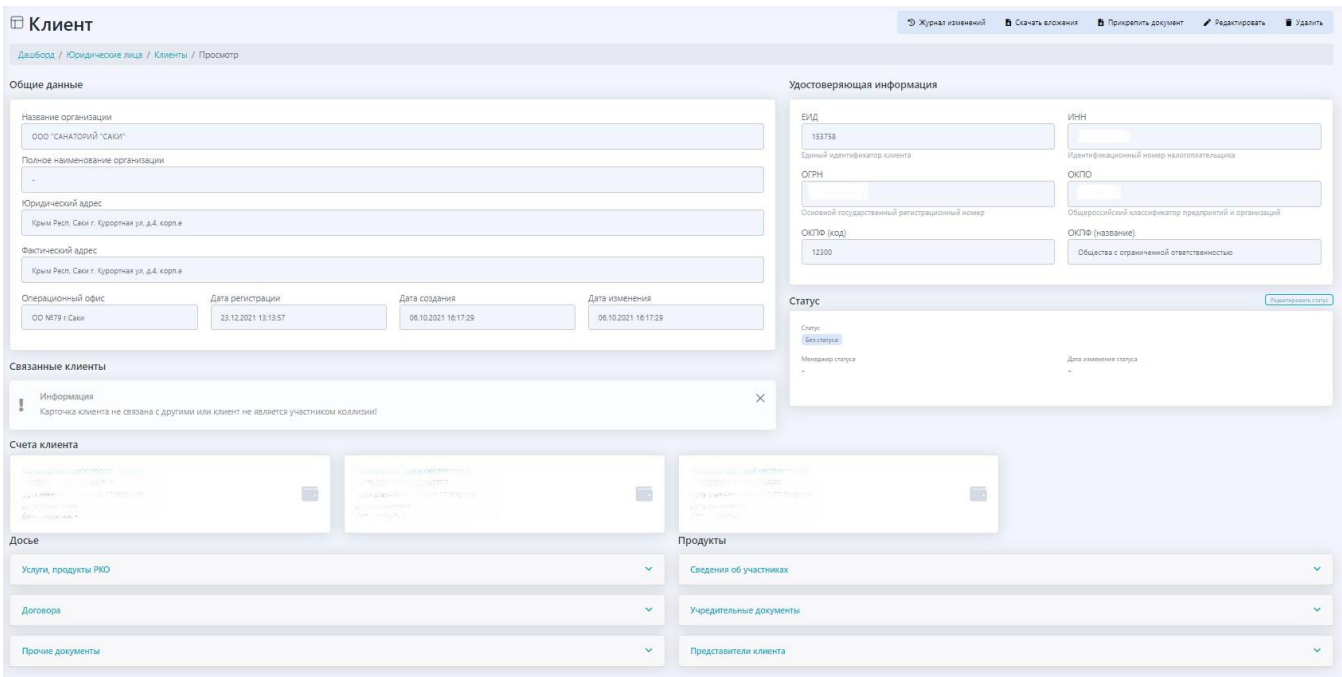 Клиент
Журнал изменений Скачать вложения Прикрепить документ Редактировать Удалить
Дашборд / Юридические лица / Клиенты / Просмотр
Общие данные
Название организации
ООО "САНАТОРИЙ "САКИ"
Полное наименование организации
-
Юридический адрес
Крым Респ, Саки г, Курортная ул, д.4, корп.е
Фактический адрес
Крым Респ, Саки г, Курортная ул, д.4, корп.е
Операционный офис Дата регистрации Дата создания Дата изменения
ОО №79 г.Саки 23.12.2021 13:13:57 06.10.2021 16:17:29 06.10.2021 16:17:29
Удостоверяющая информация
ЕИД ИНН
153758
Единый идентификатор клиента Идентификационный номер налогоплательщика
ОГРН ОКПО
Основной государственный регистрационный номер Общероссийский классификатор предприятий и организаций
ОКПФ (код) ОКПФ (название)
12300 Общества с ограниченной ответственностью
Статус Редактировать статус
Статус
Без статуса
Менеджер статуса Дата изменения статуса
- -
Связанные клиенты
Информация
Карточка клиента не связана с другими или клиент не является участником коллизии!
Счета клиента
Досье
Услуги, продукты РКО
Договора
Прочие документы
Продукты
Сведения об участниках
Учредительные документы
Представители клиента